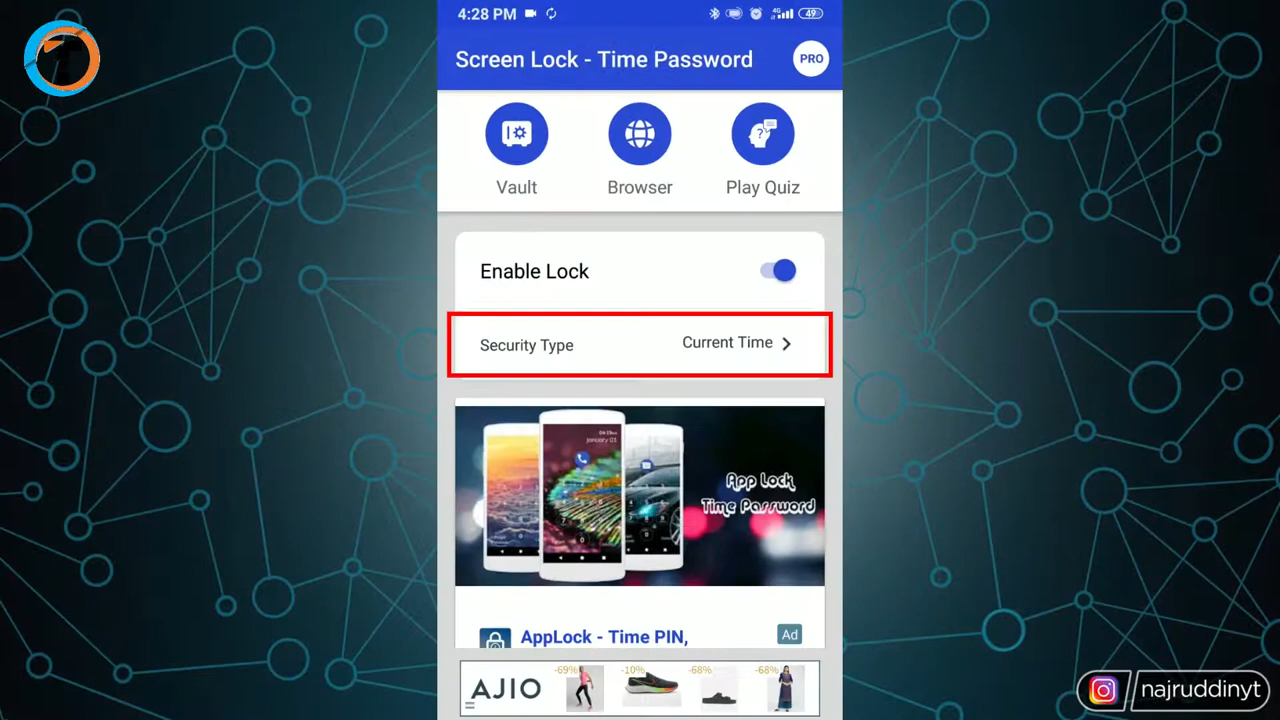 4:28 PM 4G 49
Screen Lock - Time Password PRO
Vault Browser Play Quiz
Enable Lock
Security Type Current Time
App Lock
Time Password
AppLock - Time PIN, Ad
-69% -10% -68% -68%
AJIO
najruddinyt